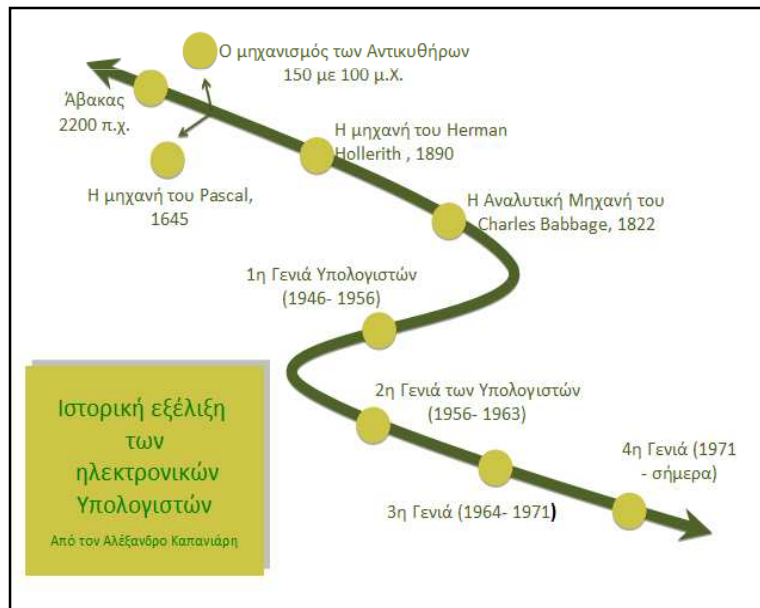 Ο μηχανισμός των Αντικυθήρων
150 με 100 μ.Χ.
Άβακας
2200 π.χ.
Η μηχανή του Pascal,
1645
Η μηχανή του Herman
Hollerith , 1890
Η Αναλυτική Μηχανή του
Charles Babbage, 1822
1η Γενιά Υπολογιστών
(1946- 1956)
2η Γενιά των Υπολογιστών
(1956- 1963)
3η Γενιά (1964- 1971)
4η Γενιά (1971
- σήμερα)
Ιστορική εξέλιξη
των
ηλεκτρονικών
Υπολογιστών
Από τον Αλέξανδρο Καπανιάρη